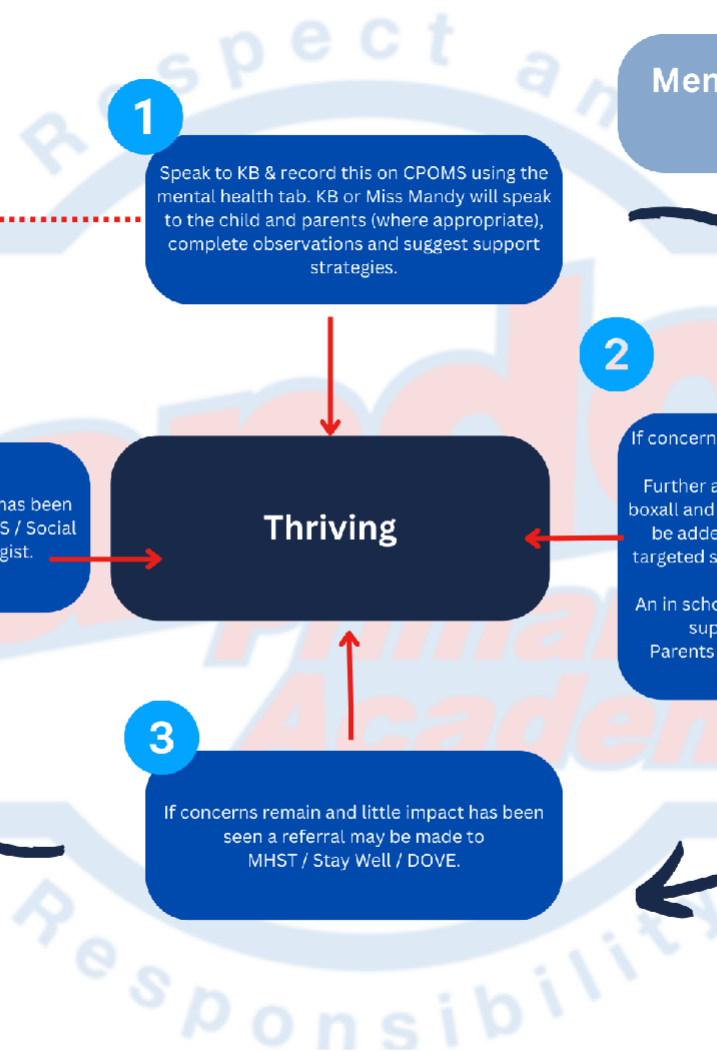 Respect an
Men
1
Speak to KB & record this on CPOMS using the
mental health tab. KB or Miss Mandy will speak
to the child and parents (where appropriate),
complete observations and suggest support
strategies.
2
If concern
Further a
boxall and
be adde
targeted s
An in scho
sup
Parents
has been
S / Social
gist.
Thriving
Primar
Academ
3
If concerns remain and little impact has been
seen a referral may be made to
MHST / Stay Well / DOVE.
Responsibility